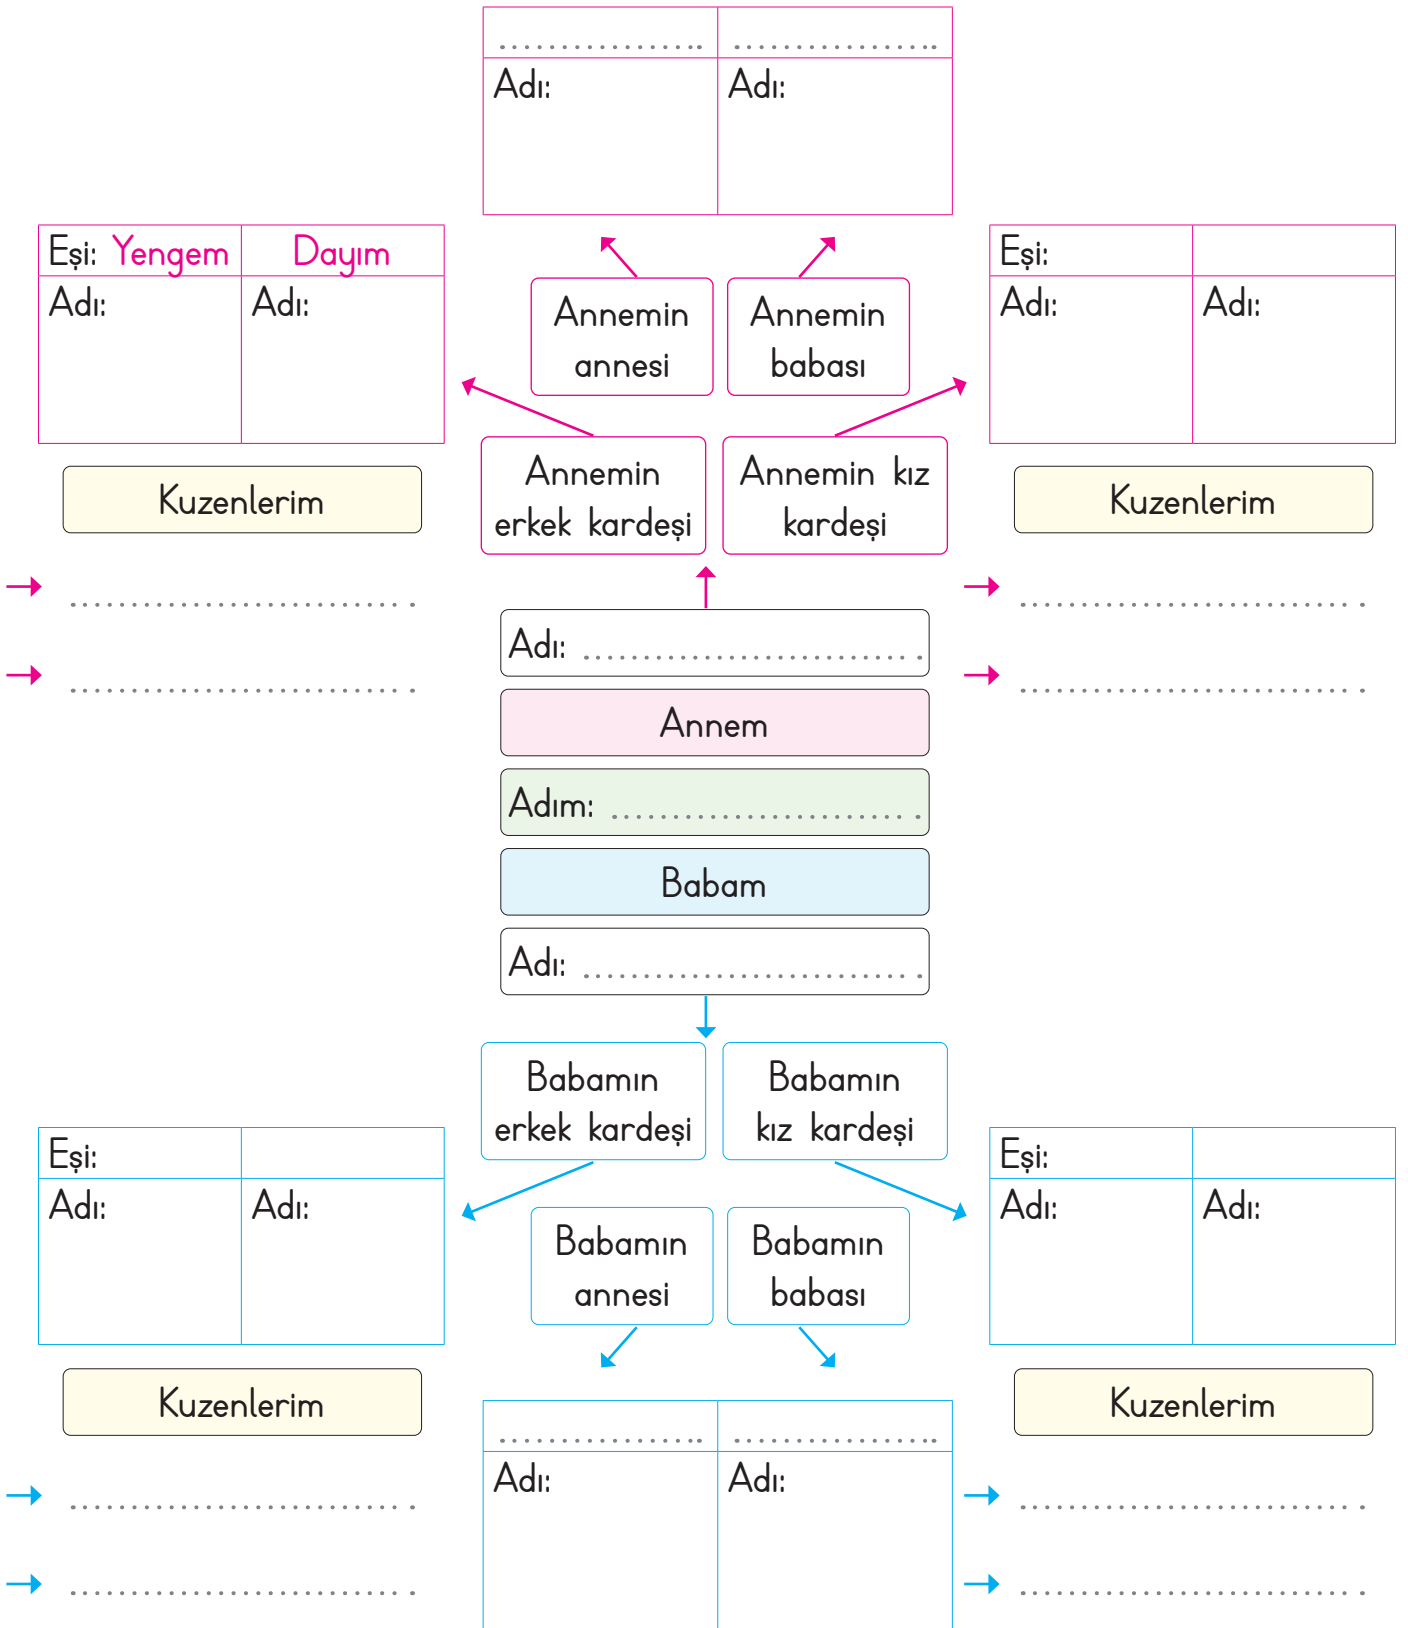 ................. .................
Adı: Adı:
Eşi: Yengem Dayım
Adı: Adı:
Annemin
annesi
Annemin
babası
Eşi:
Adı: Adı:
Annemin
erkek kardeşi
Annemin kız
kardeşi
Kuzenlerim
Kuzenlerim
Adı: ............................
Annem
Adım: ..........................
Babam
Adı: ............................
Babamın
erkek kardeşi
Babamın
kız kardeşi
Eşi:
Adı: Adı:
Babamın
annesi
Babamın
babası
Eşi:
Adı: Adı:
Kuzenlerim
Kuzenlerim
................. .................
Adı: Adı: